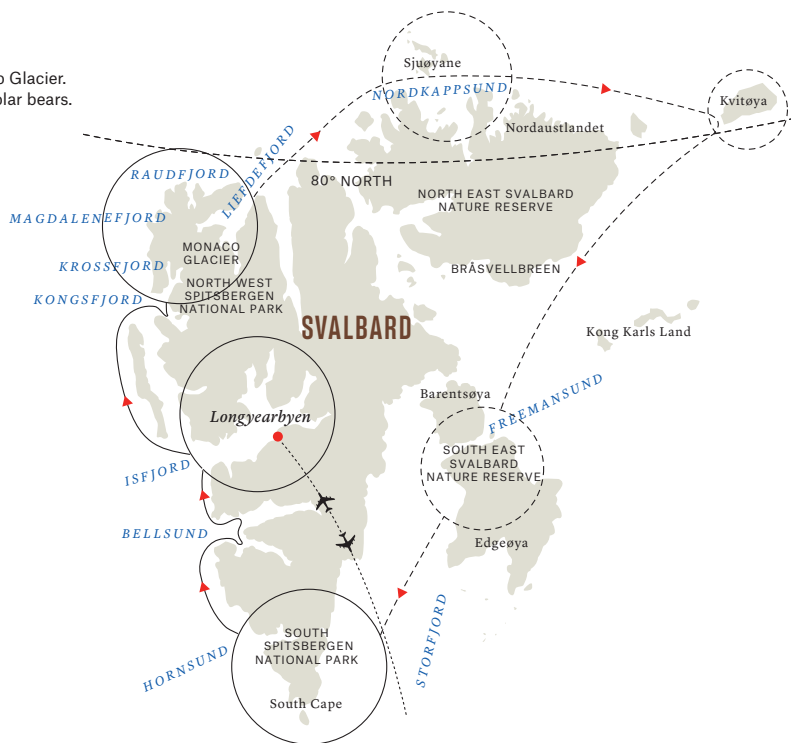 Sjuøyane
o Glacier.
olar bears.
NORDKAPPSUND
Kvitøya
Nordaustlandet
LIEFDEFJORD
RAUDFJORD
80° NORTH
NORTH EAST SVALBARD
NATURE RESERVE
MAGDALENEFJORD
MONACO
GLACIER
KROSSFJORD
BRÅSVELLBREEN
NORTH WEST
SPITSBERGEN
NATIONAL PARK
KONGSFJORD
SVALBARD
Kong Karls Land
Barentsøya
FREEMANSUND
Longyearbyen
SOUTH EAST
SVALBARD
NATURE RESERVE
ISFJORD
BELLSUND
Edgeøya
STORFJORD
SOUTH
SPITSBERGEN
NATIONAL PARK
HORNSUND
South Cape